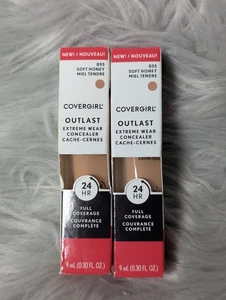 NEW! / NOUVEAU!
855
SOFT HONEY
MIEL TENDRE
COVERGIRL
OUTLAST
EXTREME WEAR
CONCEALER
CACHE-CERNES
24
HR
FULL
COVERAGE
COUVRANCE
COMPLÈTE
9 mL (0.30 FL. OZ.)
NEW! / NOUVEAU!
855
SOFT HONEY
MIEL TENDRE
COVERGIRL
OUTLAST
EXTREME WEAR
CONCEALER
CACHE-CERNES
24
HR
FULL
COVERAGE
COUVRANCE
COMPLÈTE
9 mL (0.30 FL. OZ.)